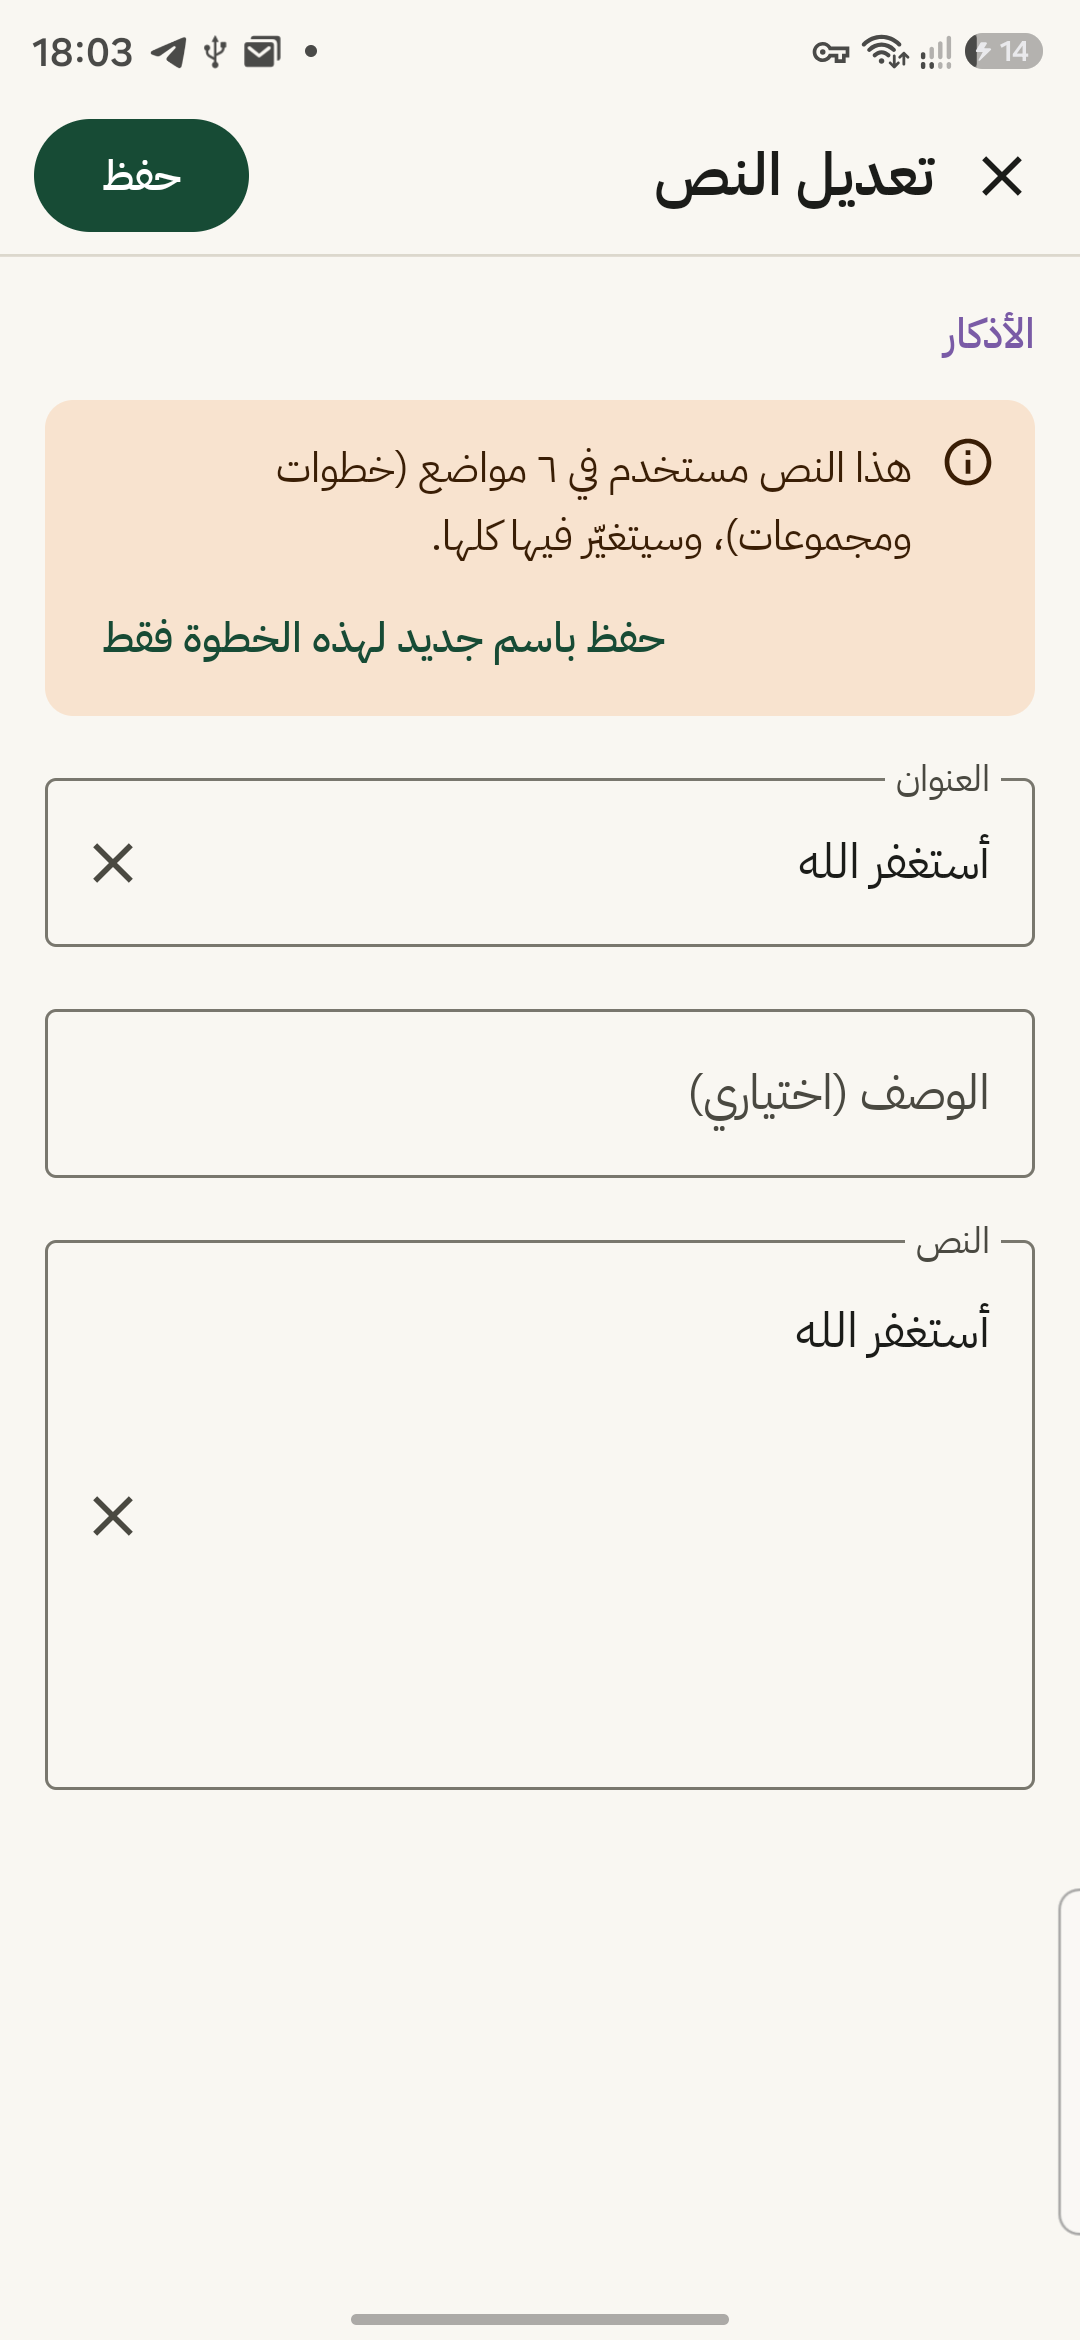 18:03
14
تعديل النص
حفظ
الأذكار
هذا النص مستخدم في ٦ مواضع (خطوات
ومجموعات)، وسيتغيّر فيها كلها.
حفظ باسم جديد لهذه الخطوة فقط
العنوان
أستغفر الله
الوصف (اختياري)
النص
أستغفر الله